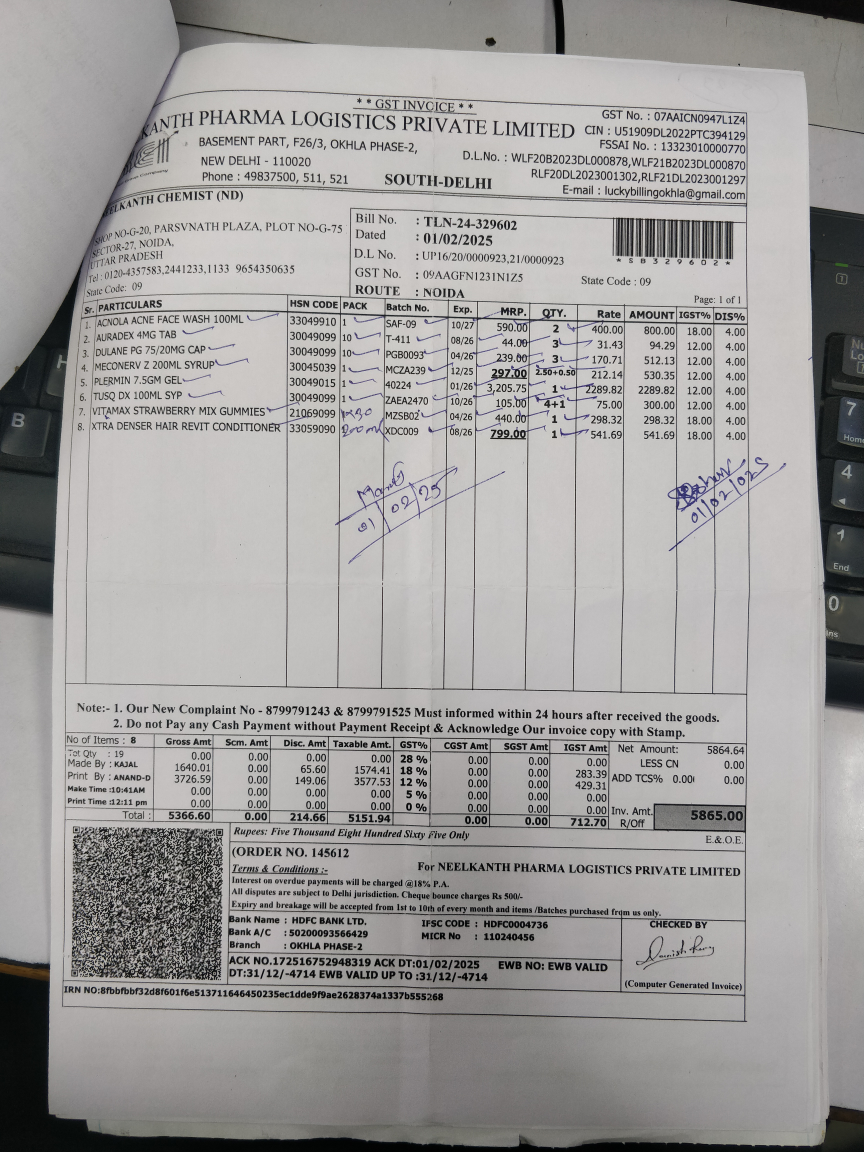 * * GST INVOICE * *
KANTH PHARMA LOGISTICS PRIVATE LIMITED
BASEMENT PART, F26/3, OKHLA PHASE-2,
NEW DELHI - 110020
Phone : 49837500, 511, 521
SOUTH-DELHI
GST No. : 07AAICN0947L1Z4
CIN : U51909DL2022PTC394129
FSSAI No. : 13323010000770
D.L.No. : WLF20B2023DL000878,WLF21B2023DL000870
RLF20DL2023001302,RLF21DL2023001297
E-mail : luckybillingokhla@gmail.com
EELKANTH CHEMIST (ND)
SHOP NO-G-20, PARSVNATH PLAZA, PLOT NO-G-75
SECTOR-27, NOIDA,
UTTAR PRADESH
Tel : 0120-4357583,2441233,1133 9654350635
State Code: 09
Bill No. : TLN-24-329602
Dated : 01/02/2025
D.L. No. : UP16/20/0000923,21/0000923
GST No. : 09AAGFN1231N1Z5
ROUTE : NOIDA
* S B 3 2 9 6 0 2 *
State Code : 09
Page: 1 of 1
Sr. PARTICULARS HSN CODE PACK Batch No. Exp. MRP. QTY. Rate AMOUNT IGST% DIS%
1. ACNOLA ACNE FACE WASH 100ML 33049910 1 SAF-09 10/27 590.00 2 400.00 800.00 18.00 4.00
2. AURADEX 4MG TAB 30049099 10 T-411 08/26 44.00 3 31.43 94.29 12.00 4.00
3. DULANE PG 75/20MG CAP 30049099 10 PGB0093 04/26 239.00 3 170.71 512.13 12.00 4.00
4. MECONERV Z 200ML SYRUP 30045039 1 MCZA239 12/25 297.00 2.50+0.50 212.14 530.35 12.00 4.00
5. PLERMIN 7.5GM GEL 30049015 1 40224 01/26 3,205.75 1 2289.82 2289.82 12.00 4.00
6. TUSQ DX 100ML SYP 30049099 1 ZAEA2470 10/26 105.00 4+1 75.00 300.00 12.00 4.00
7. VITAMAX STRAWBERRY MIX GUMMIES 21069099 MZSB02 04/26 440.00 1 298.32 298.32 18.00 4.00
8. XTRA DENSER HAIR REVIT CONDITIONER 33059090 200ml XDC009 08/26 799.00 1 541.69 541.69 18.00 4.00
01/02/25
01/02/025
Note:- 1. Our New Complaint No - 8799791243 & 8799791525 Must informed within 24 hours after received the goods.
2. Do not Pay any Cash Payment without Payment Receipt & Acknowledge Our invoice copy with Stamp.
No of Items : 8
Tot Qty : 19
Made By : KAJAL
Print By : ANAND-D
Make Time :10:41AM
Print Time :12:11 pm
Gross Amt Scm. Amt Disc. Amt Taxable Amt. GST% CGST Amt SGST Amt IGST Amt
0.00 0.00 0.00 0.00 28 % 0.00 0.00 0.00
1640.01 0.00 65.60 1574.41 18 % 0.00 0.00 283.39
3726.59 0.00 149.06 3577.53 12 % 0.00 0.00 429.31
0.00 0.00 0.00 0.00 5 % 0.00 0.00 0.00
0.00 0.00 0.00 0.00 0 % 0.00 0.00 0.00
Total : 5366.60 0.00 214.66 5151.94 0.00 0.00 712.70
Net Amount: 5864.64
LESS CN 0.00
ADD TCS% 0.00 0.00
Inv. Amt. 5865.00
R/Off
E.& O.E.
Rupees: Five Thousand Eight Hundred Sixty Five Only
(ORDER NO. 145612
Terms & Conditions :-
For NEELKANTH PHARMA LOGISTICS PRIVATE LIMITED
Interest on overdue payments will be charged @18% P.A.
All disputes are subject to Delhi jurisdiction. Cheque bounce charges Rs 500/-
Expiry and breakage will be accepted from 1st to 10th of every month and items /Batches purchased from us only.
Bank Name : HDFC BANK LTD. IFSC CODE : HDFC0004736
Bank A/C : 50200093566429 MICR No : 110240456
Branch : OKHLA PHASE-2
CHECKED BY
ACK NO.172516752948319 ACK DT:01/02/2025 EWB NO: EWB VALID
DT:31/12/-4714 EWB VALID UP TO :31/12/-4714
(Computer Generated Invoice)
IRN NO:8fbbfbbf32d8f601f6e513711646450235ec1dde9f9ae2628374a1337b555268